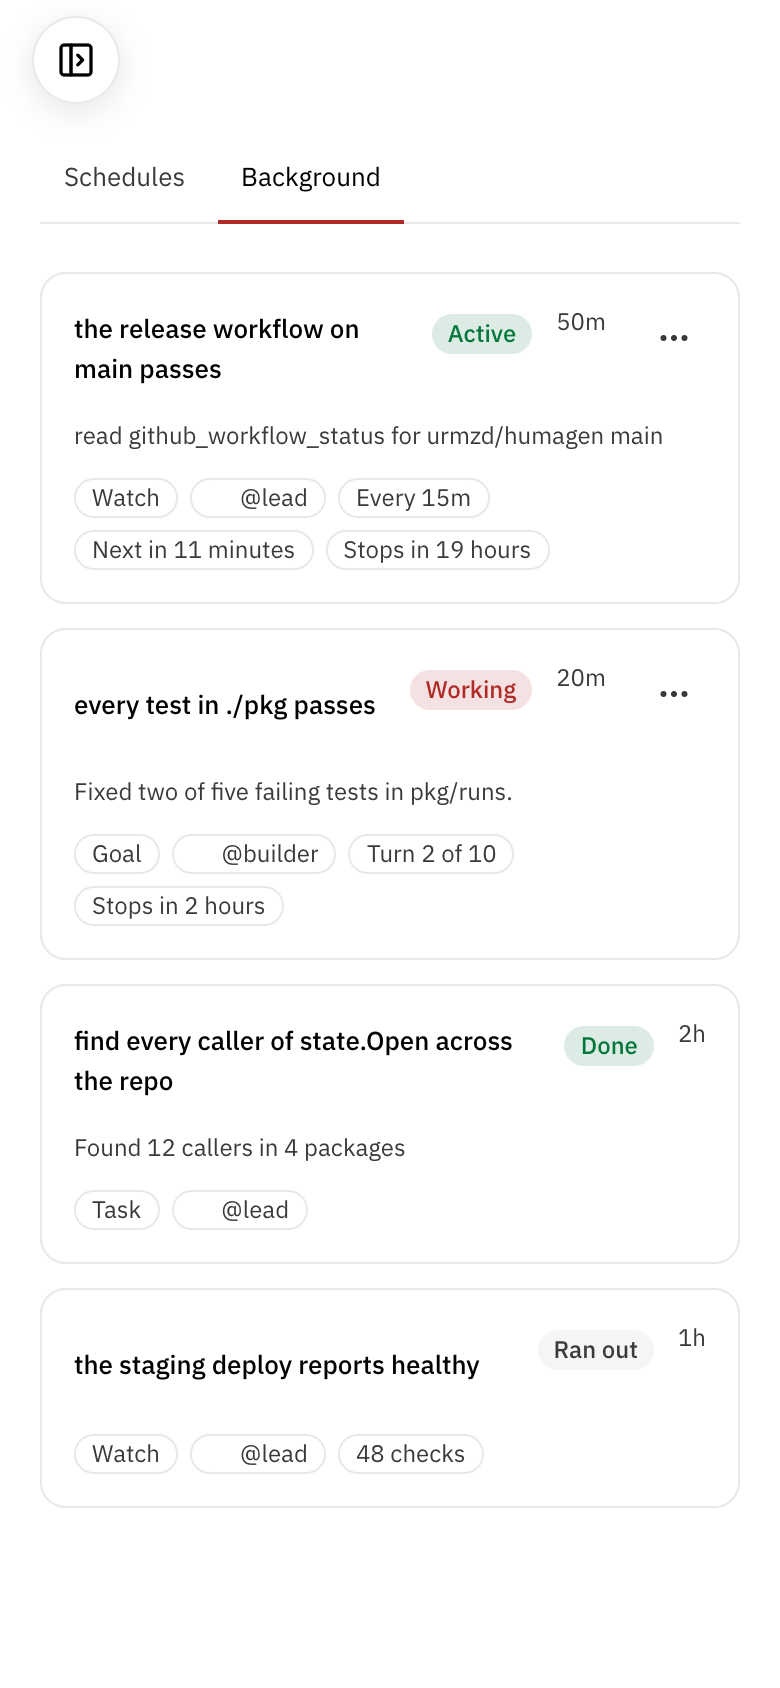 Schedules Background
the release workflow on main passes
Active 50m
read github_workflow_status for urmzd/humagen main
Watch @lead Every 15m
Next in 11 minutes Stops in 19 hours
every test in ./pkg passes
Working 20m
Fixed two of five failing tests in pkg/runs.
Goal @builder Turn 2 of 10
Stops in 2 hours
find every caller of state.Open across
the repo
Done 2h
Found 12 callers in 4 packages
Task @lead
the staging deploy reports healthy
Ran out 1h
Watch @lead 48 checks